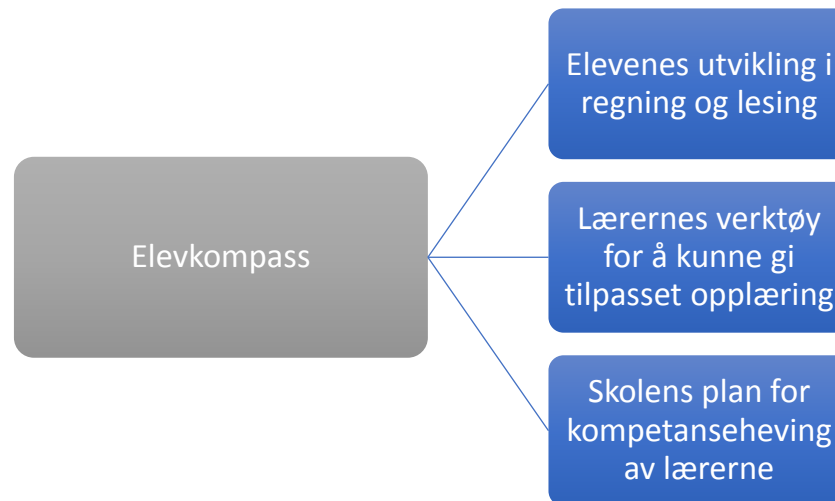 Elevkompass
Elevenes utvikling i
regning og lesing
Lærernes verktøy
for å kunne gi
tilpasset opplæring
Skolens plan for
kompetanseheving
av lærerne